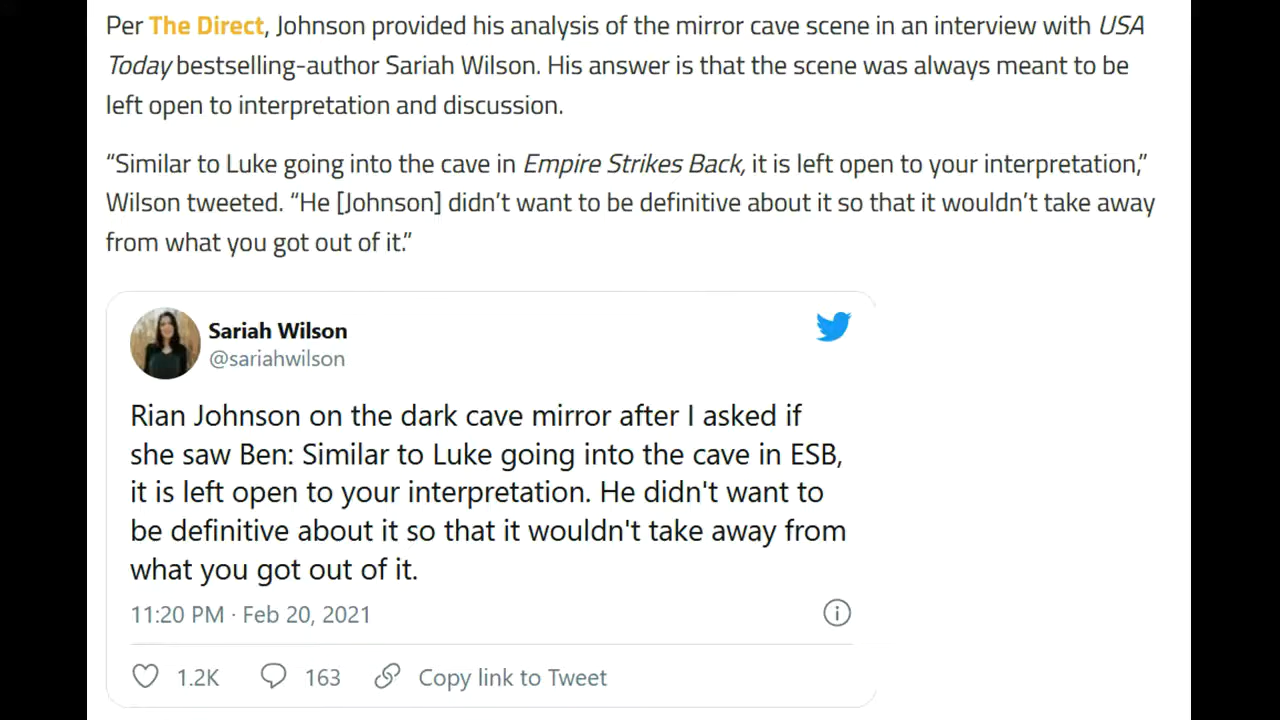 Per The Direct, Johnson provided his analysis of the mirror cave scene in an interview with USA
Today bestselling-author Sariah Wilson. His answer is that the scene was always meant to be
left open to interpretation and discussion.
“Similar to Luke going into the cave in Empire Strikes Back, it is left open to your interpretation,”
Wilson tweeted. “He [Johnson] didn’t want to be definitive about it so that it wouldn’t take away
from what you got out of it.”
Sariah Wilson
@sariahwilson
Rian Johnson on the dark cave mirror after I asked if
she saw Ben: Similar to Luke going into the cave in ESB,
it is left open to your interpretation. He didn't want to
be definitive about it so that it wouldn't take away from
what you got out of it.
11:20 PM · Feb 20, 2021
1.2K 163 Copy link to Tweet